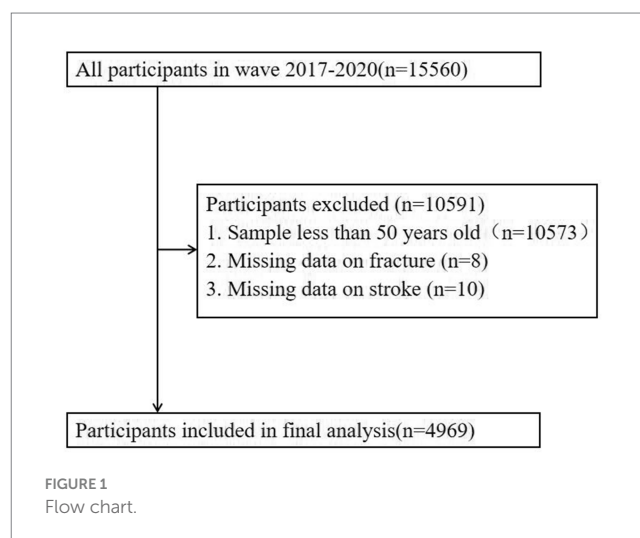 All participants in wave 2017-2020(n=15560)
Participants excluded (n=10591)
1. Sample less than 50 years old（n=10573）
2. Missing data on fracture (n=8)
3. Missing data on stroke (n=10)
Participants included in final analysis(n=4969)
FIGURE 1
Flow chart.